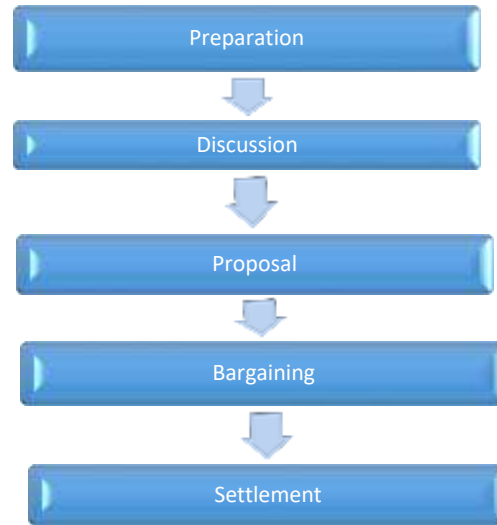 Preparation
Discussion
Proposal
Bargaining
Settlement